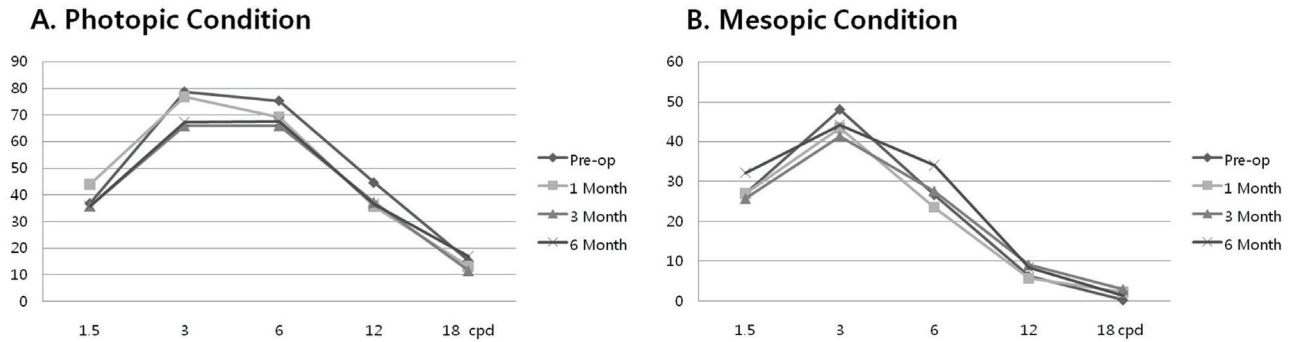 A. Photopic Condition
90
80
70
60
50
40
30
20
10
0
1.5 3 6 12 18 cpd
Pre-op
1 Month
3 Month
6 Month
B. Mesopic Condition
60
50
40
30
20
10
0
1.5 3 6 12 18 cpd
Pre-op
1 Month
3 Month
6 Month